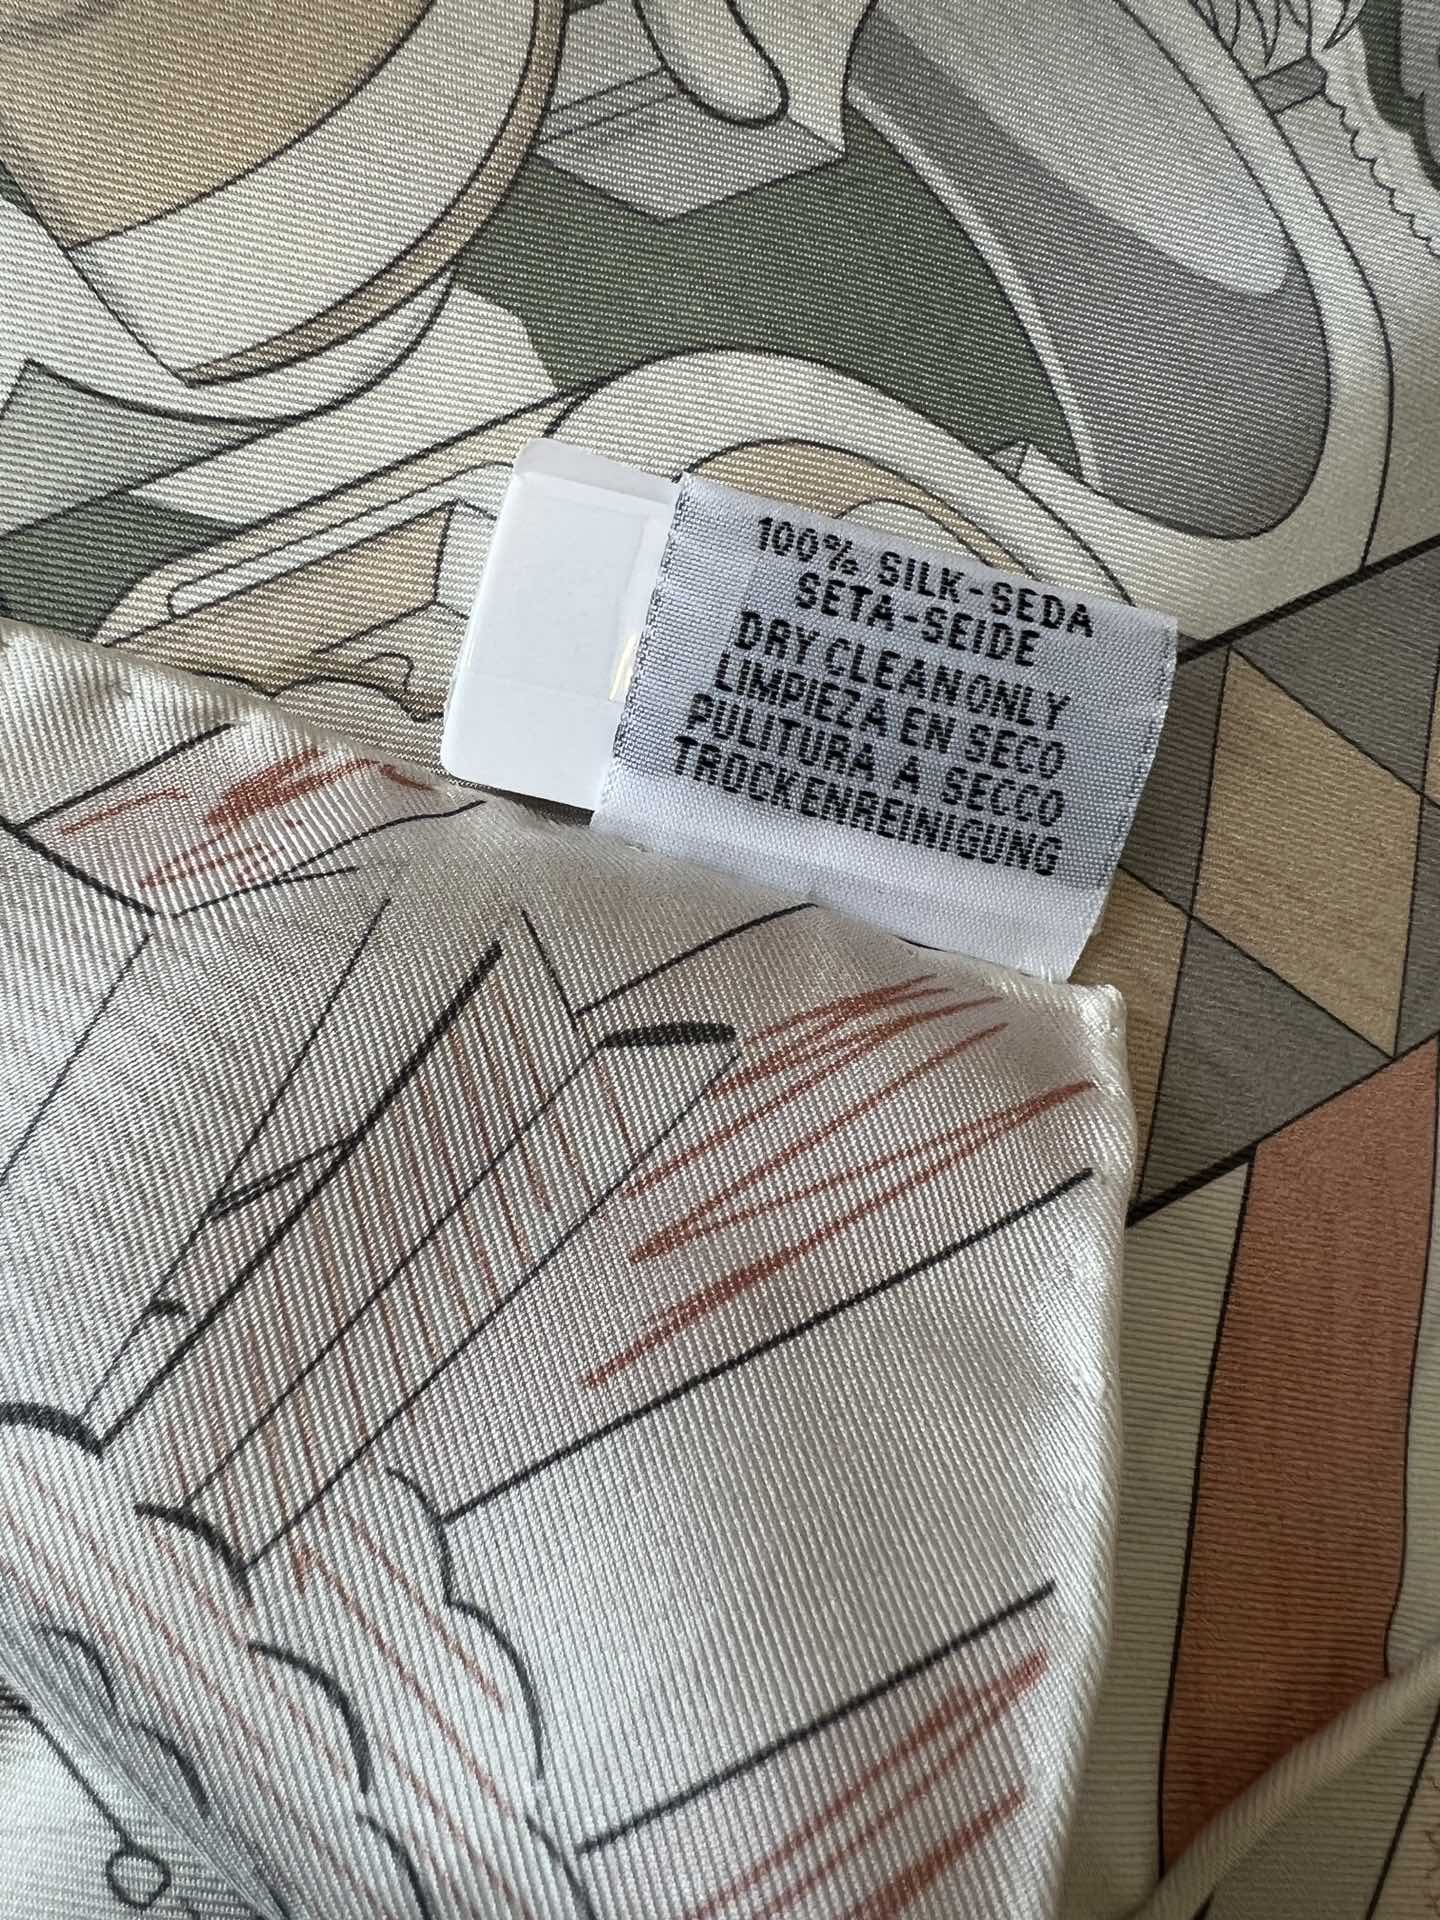 100% SILK-SEDA
SETA-SEIDE
DRY CLEAN ONLY
LIMPIEZA EN SECO
PULITURA A SECCO
TROCKENREINIGUNG